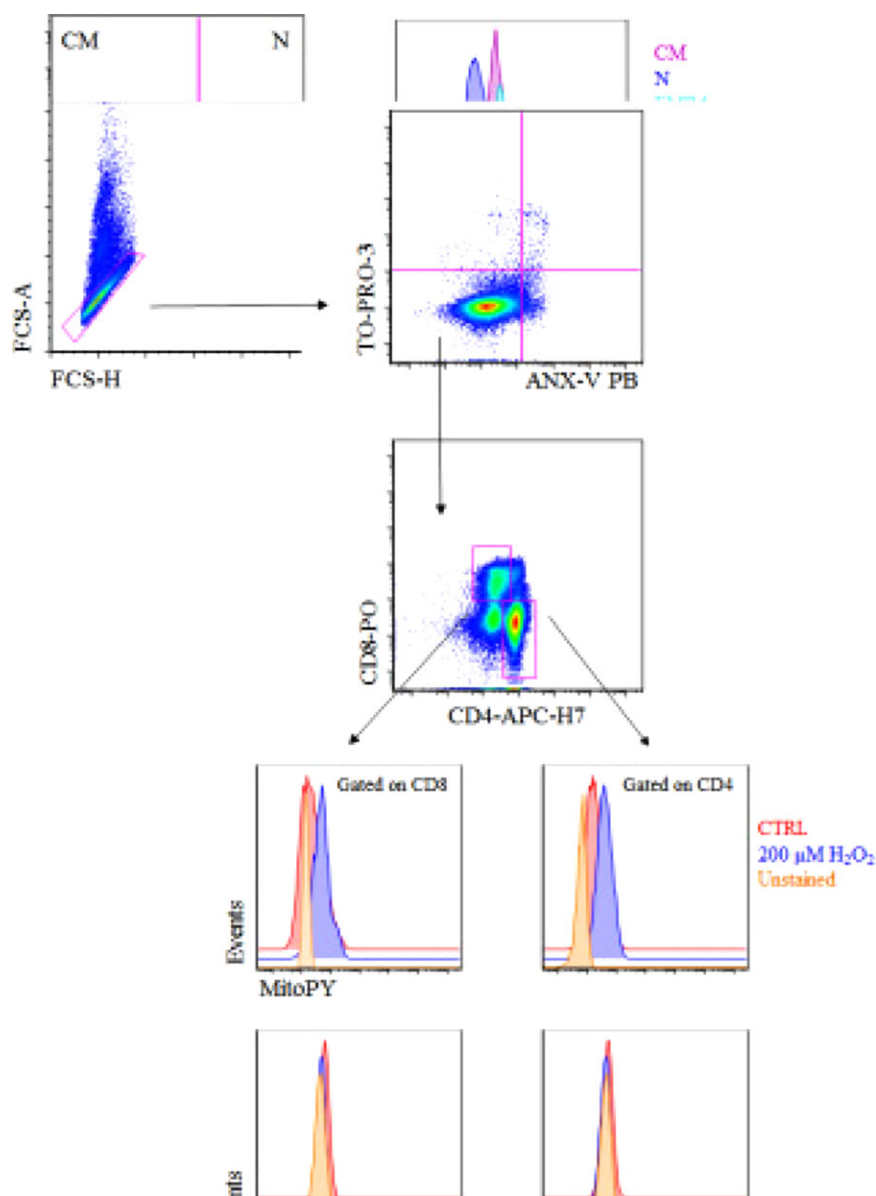 CM N
CM
N
FCS-A
FCS-H
TO-PRO-3
ANX-V PB
CD8-PO
CD4-APC-H7
Gated on CD8
Gated on CD4
CTRL
200 µM H₂O₂
Unstained
Events
MitoPY